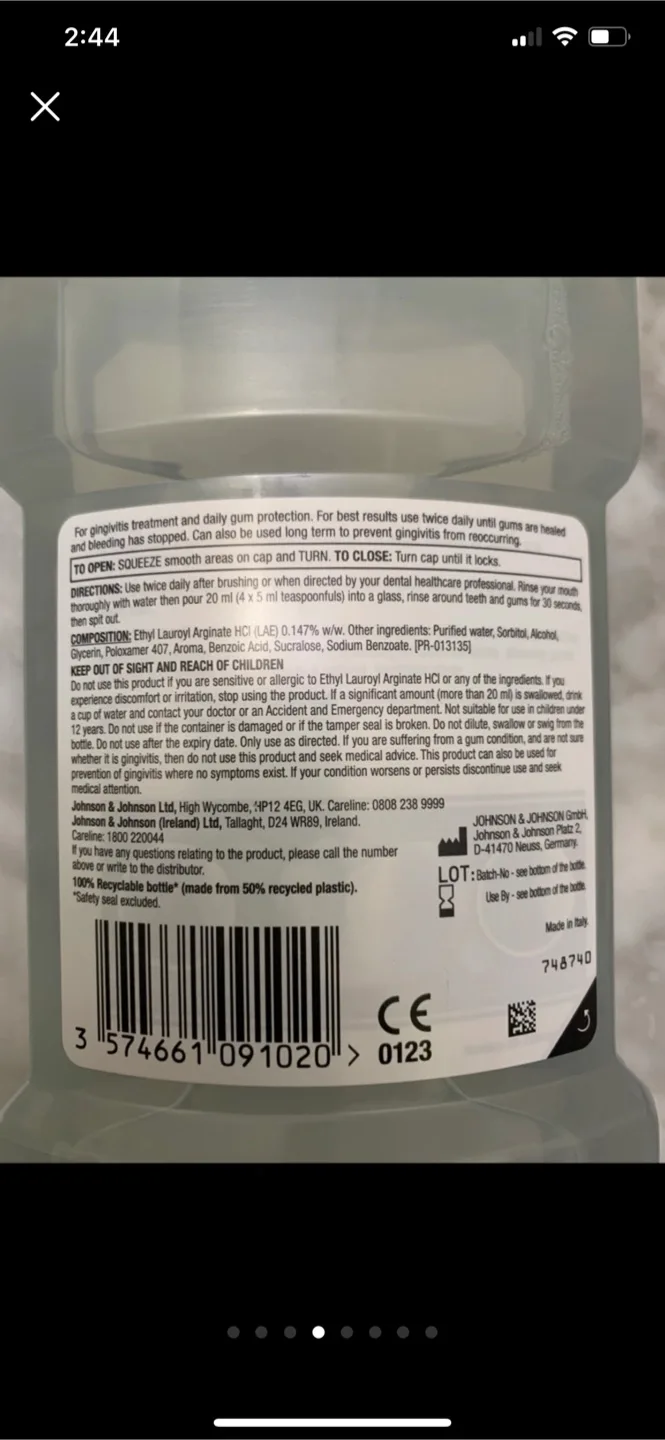 2:44
For gingivitis treatment and daily gum protection. For best results use twice daily until gums are healed
and bleeding has stopped. Can also be used long term to prevent gingivitis from reoccurring.
TO OPEN: SQUEEZE smooth areas on cap and TURN. TO CLOSE: Turn cap until it locks.
DIRECTIONS: Use twice daily after brushing or when directed by your dental healthcare professional. Rinse your mouth
thoroughly with water then pour 20 ml (4 x 5 ml teaspoonfuls) into a glass, rinse around teeth and gums for 30 seconds,
then spit out.
COMPOSITION: Ethyl Lauroyl Arginate HCl (LAE) 0.147% w/w. Other ingredients: Purified water, Sorbitol, Alcohol,
Glycerin, Poloxamer 407, Aroma, Benzoic Acid, Sucralose, Sodium Benzoate. [PR-013135]
KEEP OUT OF SIGHT AND REACH OF CHILDREN
Do not use this product if you are sensitive or allergic to Ethyl Lauroyl Arginate HCl or any of the ingredients. If you
experience discomfort or irritation, stop using the product. If a significant amount (more than 20 ml) is swallowed, drink
a cup of water and contact your doctor or an Accident and Emergency department. Not suitable for use in children under
12 years. Do not use if the container is damaged or if the tamper seal is broken. Do not dilute, swallow or swig from the
bottle. Do not use after the expiry date. Only use as directed. If you are suffering from a gum condition, and are not sure
whether it is gingivitis, then do not use this product and seek medical advice. This product can also be used for
prevention of gingivitis where no symptoms exist. If your condition worsens or persists discontinue use and seek
medical attention.
Johnson & Johnson Ltd, High Wycombe, HP12 4EG, UK. Careline: 0808 238 9999
Johnson & Johnson (Ireland) Ltd, Tallaght, D24 WR89, Ireland.
Careline: 1800 220044
If you have any questions relating to the product, please call the number
above or write to the distributor.
100% Recyclable bottle* (made from 50% recycled plastic).
*Safety seal excluded.
JOHNSON & JOHNSON GmbH,
Johnson & Johnson Platz 2,
D-41470 Neuss, Germany.
LOT: Batch-No - see bottom of the bottle.
Use By - see bottom of the bottle.
Made in Italy.
748740
CE
0123
3 574661 091020 >